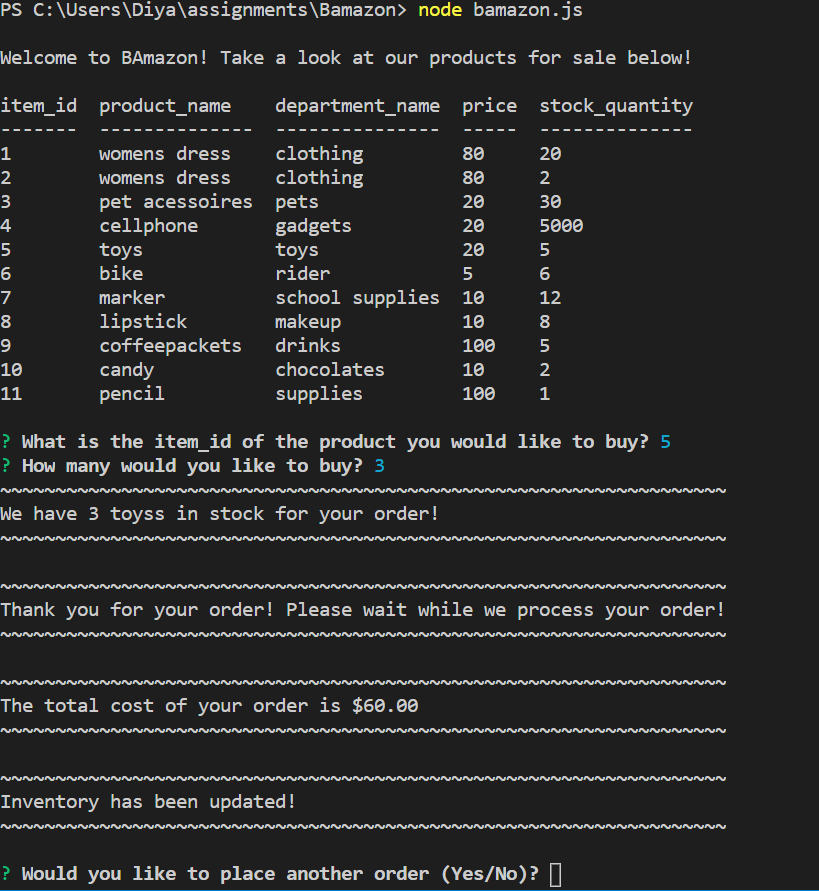 PS C:\Users\Diya\assignments\Bamazon> node bamazon.js
Welcome to BAmazon! Take a look at our products for sale below!
item_id  product_name    department_name  price  stock_quantity
-------  --------------  ---------------  -----  --------------
1        womens dress    clothing         80     20
2        womens dress    clothing         80     2
3        pet acessoires  pets             20     30
4        cellphone       gadgets          20     5000
5        toys            toys             20     5
6        bike            rider            5      6
7        marker          school supplies  10     12
8        lipstick        makeup           10     8
9        coffeepackets   drinks           100    5
10       candy           chocolates       10     2
11       pencil          supplies         100    1
? What is the item_id of the product you would like to buy? 5
? How many would you like to buy? 3
~~~~~~~~~~~~~~~~~~~~~~~~~~~~~~~~~~~~~~~~~~~~~~~~~~~~~~~~~~~~~~~~~~
We have 3 toyss in stock for your order!
~~~~~~~~~~~~~~~~~~~~~~~~~~~~~~~~~~~~~~~~~~~~~~~~~~~~~~~~~~~~~~~~~~
~~~~~~~~~~~~~~~~~~~~~~~~~~~~~~~~~~~~~~~~~~~~~~~~~~~~~~~~~~~~~~~~~~
Thank you for your order! Please wait while we process your order!
~~~~~~~~~~~~~~~~~~~~~~~~~~~~~~~~~~~~~~~~~~~~~~~~~~~~~~~~~~~~~~~~~~
~~~~~~~~~~~~~~~~~~~~~~~~~~~~~~~~~~~~~~~~~~~~~~~~~~~~~~~~~~~~~~~~~~
The total cost of your order is $60.00
~~~~~~~~~~~~~~~~~~~~~~~~~~~~~~~~~~~~~~~~~~~~~~~~~~~~~~~~~~~~~~~~~~
~~~~~~~~~~~~~~~~~~~~~~~~~~~~~~~~~~~~~~~~~~~~~~~~~~~~~~~~~~~~~~~~~~
Inventory has been updated!
~~~~~~~~~~~~~~~~~~~~~~~~~~~~~~~~~~~~~~~~~~~~~~~~~~~~~~~~~~~~~~~~~~
? Would you like to place another order (Yes/No)?